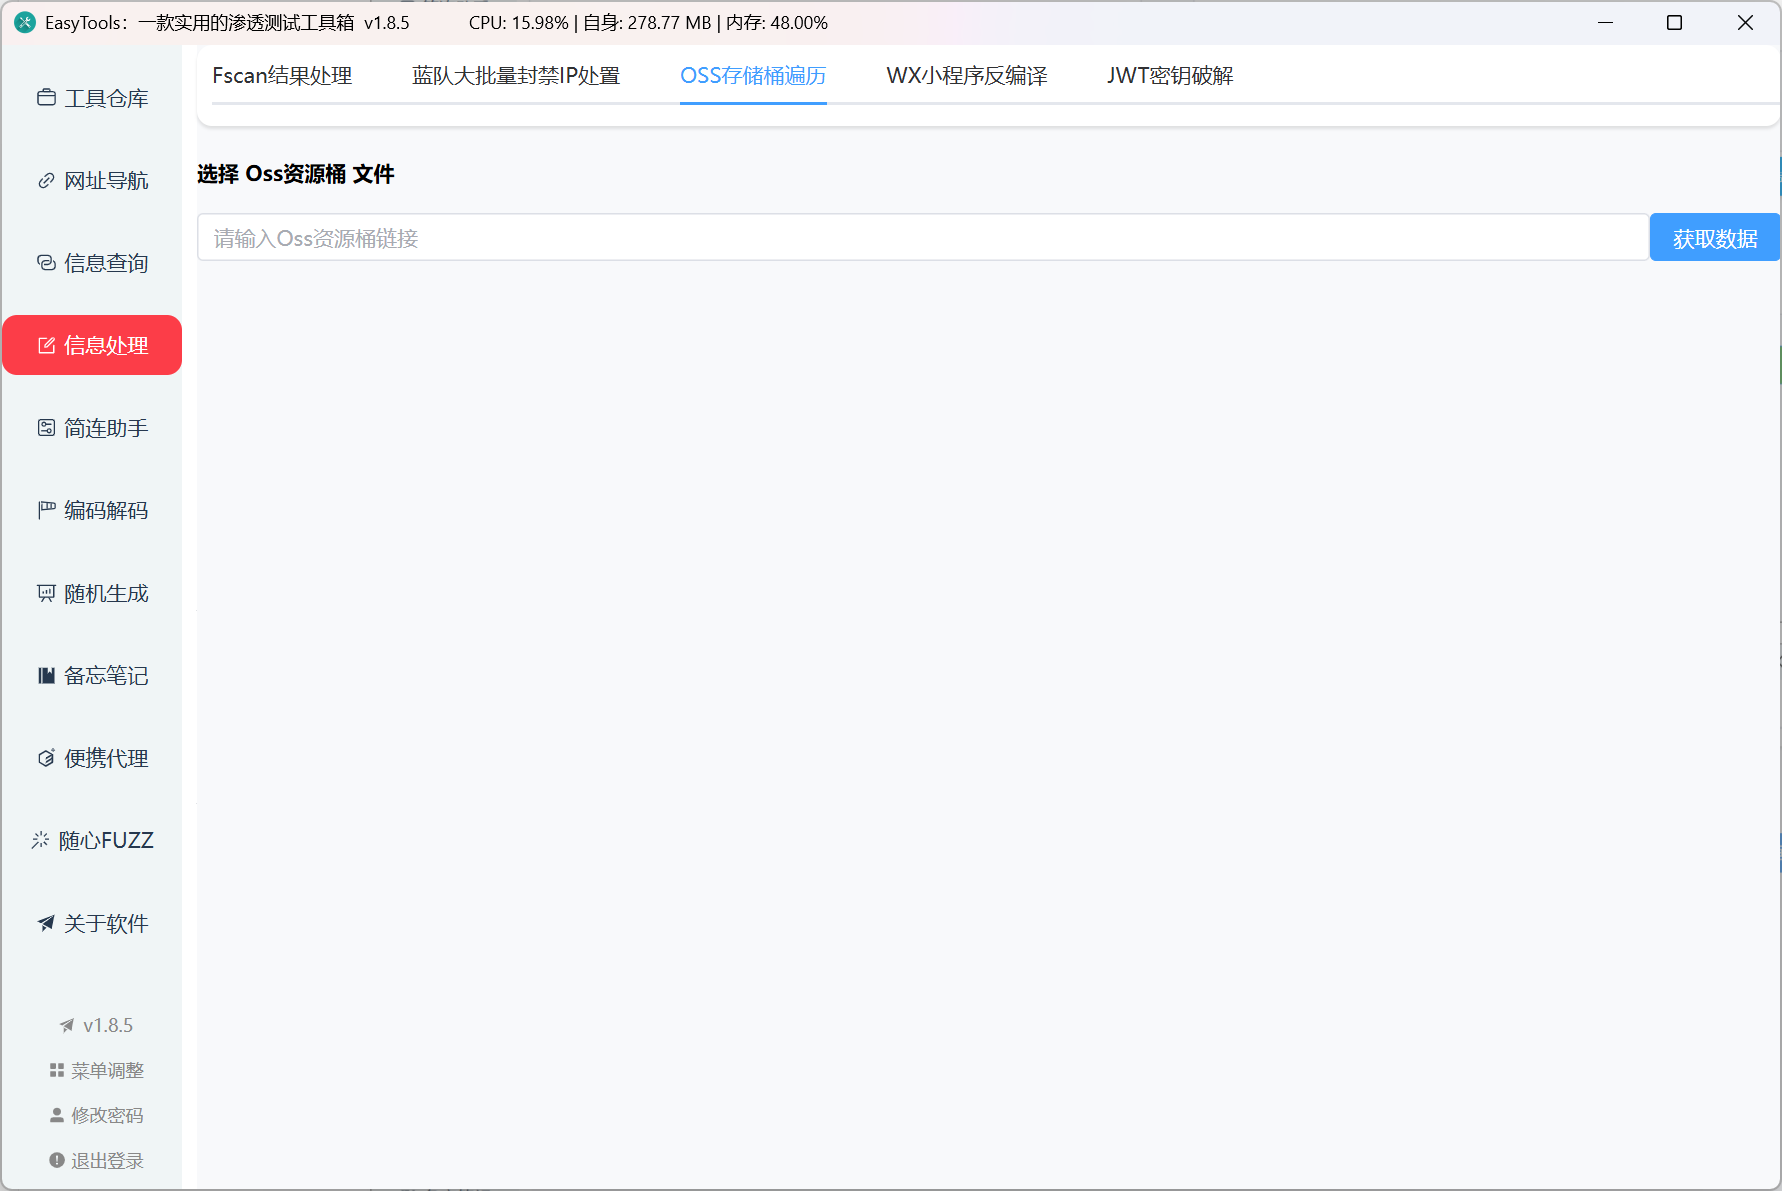 EasyTools：一款实用的渗透测试工具箱 v1.8.5
CPU: 15.98% | 自身: 278.77 MB | 内存: 48.00%
Fscan结果处理
蓝队大批量封禁IP处置
OSS存储桶遍历
WX小程序反编译
JWT密钥破解
工具仓库
网址导航
信息查询
信息处理
简连助手
编码解码
随机生成
备忘笔记
便携代理
随心FUZZ
关于软件
v1.8.5
菜单调整
修改密码
退出登录
选择 Oss资源桶 文件
请输入Oss资源桶链接
获取数据